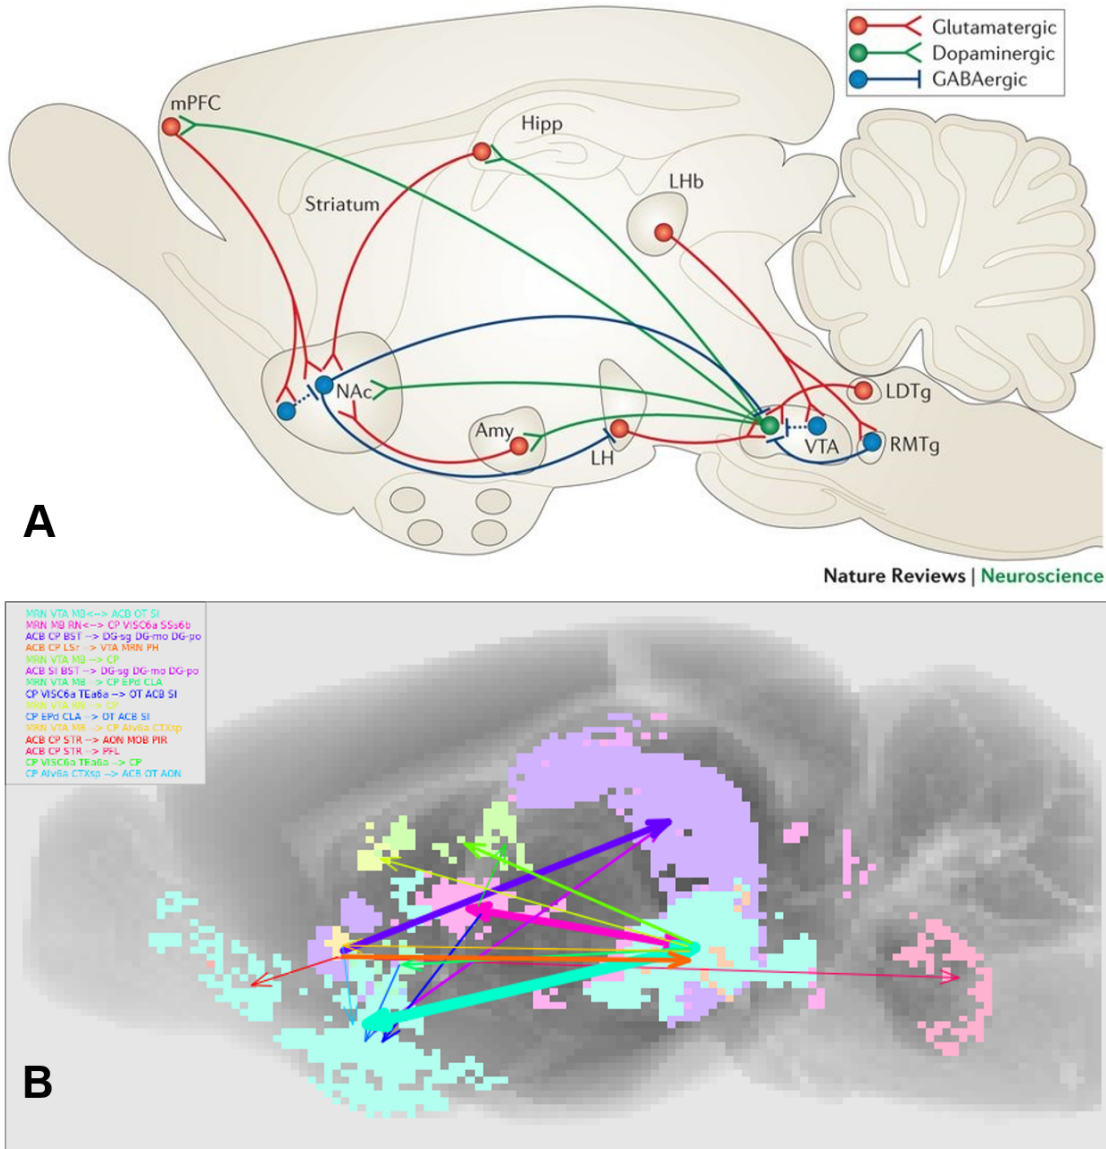 Glutamatergic
Dopaminergic
GABAergic
mPFC
Hipp
LHb
Striatum
NAc
LDTg
Amy
LH
VTA
RMTg
A
Nature Reviews | Neuroscience
MRN VTA MB<--> ACB OT SI
MRN MB RN<--> CP VISC6a SSs6b
ACB CP BST --> DG-sg DG-mo DG-po
ACB CP LSr --> VTA MRN PH
MRN VTA MB --> CP
ACB SI BST --> DG-sg DG-mo DG-po
MRN VTA MB --> CP EPd CLA
CP VISC6a TEa6a --> OT ACB SI
MRN VTA RN --> CP
CP EPd CLA --> OT ACB SI
MRN VTA MB --> CP AIv6a CTXsp
ACB CP STR --> AON MOB PIR
ACB CP STR --> PFL
CP VISC6a TEa6a --> CP
CP AIv6a CTXsp --> ACB OT AON
B